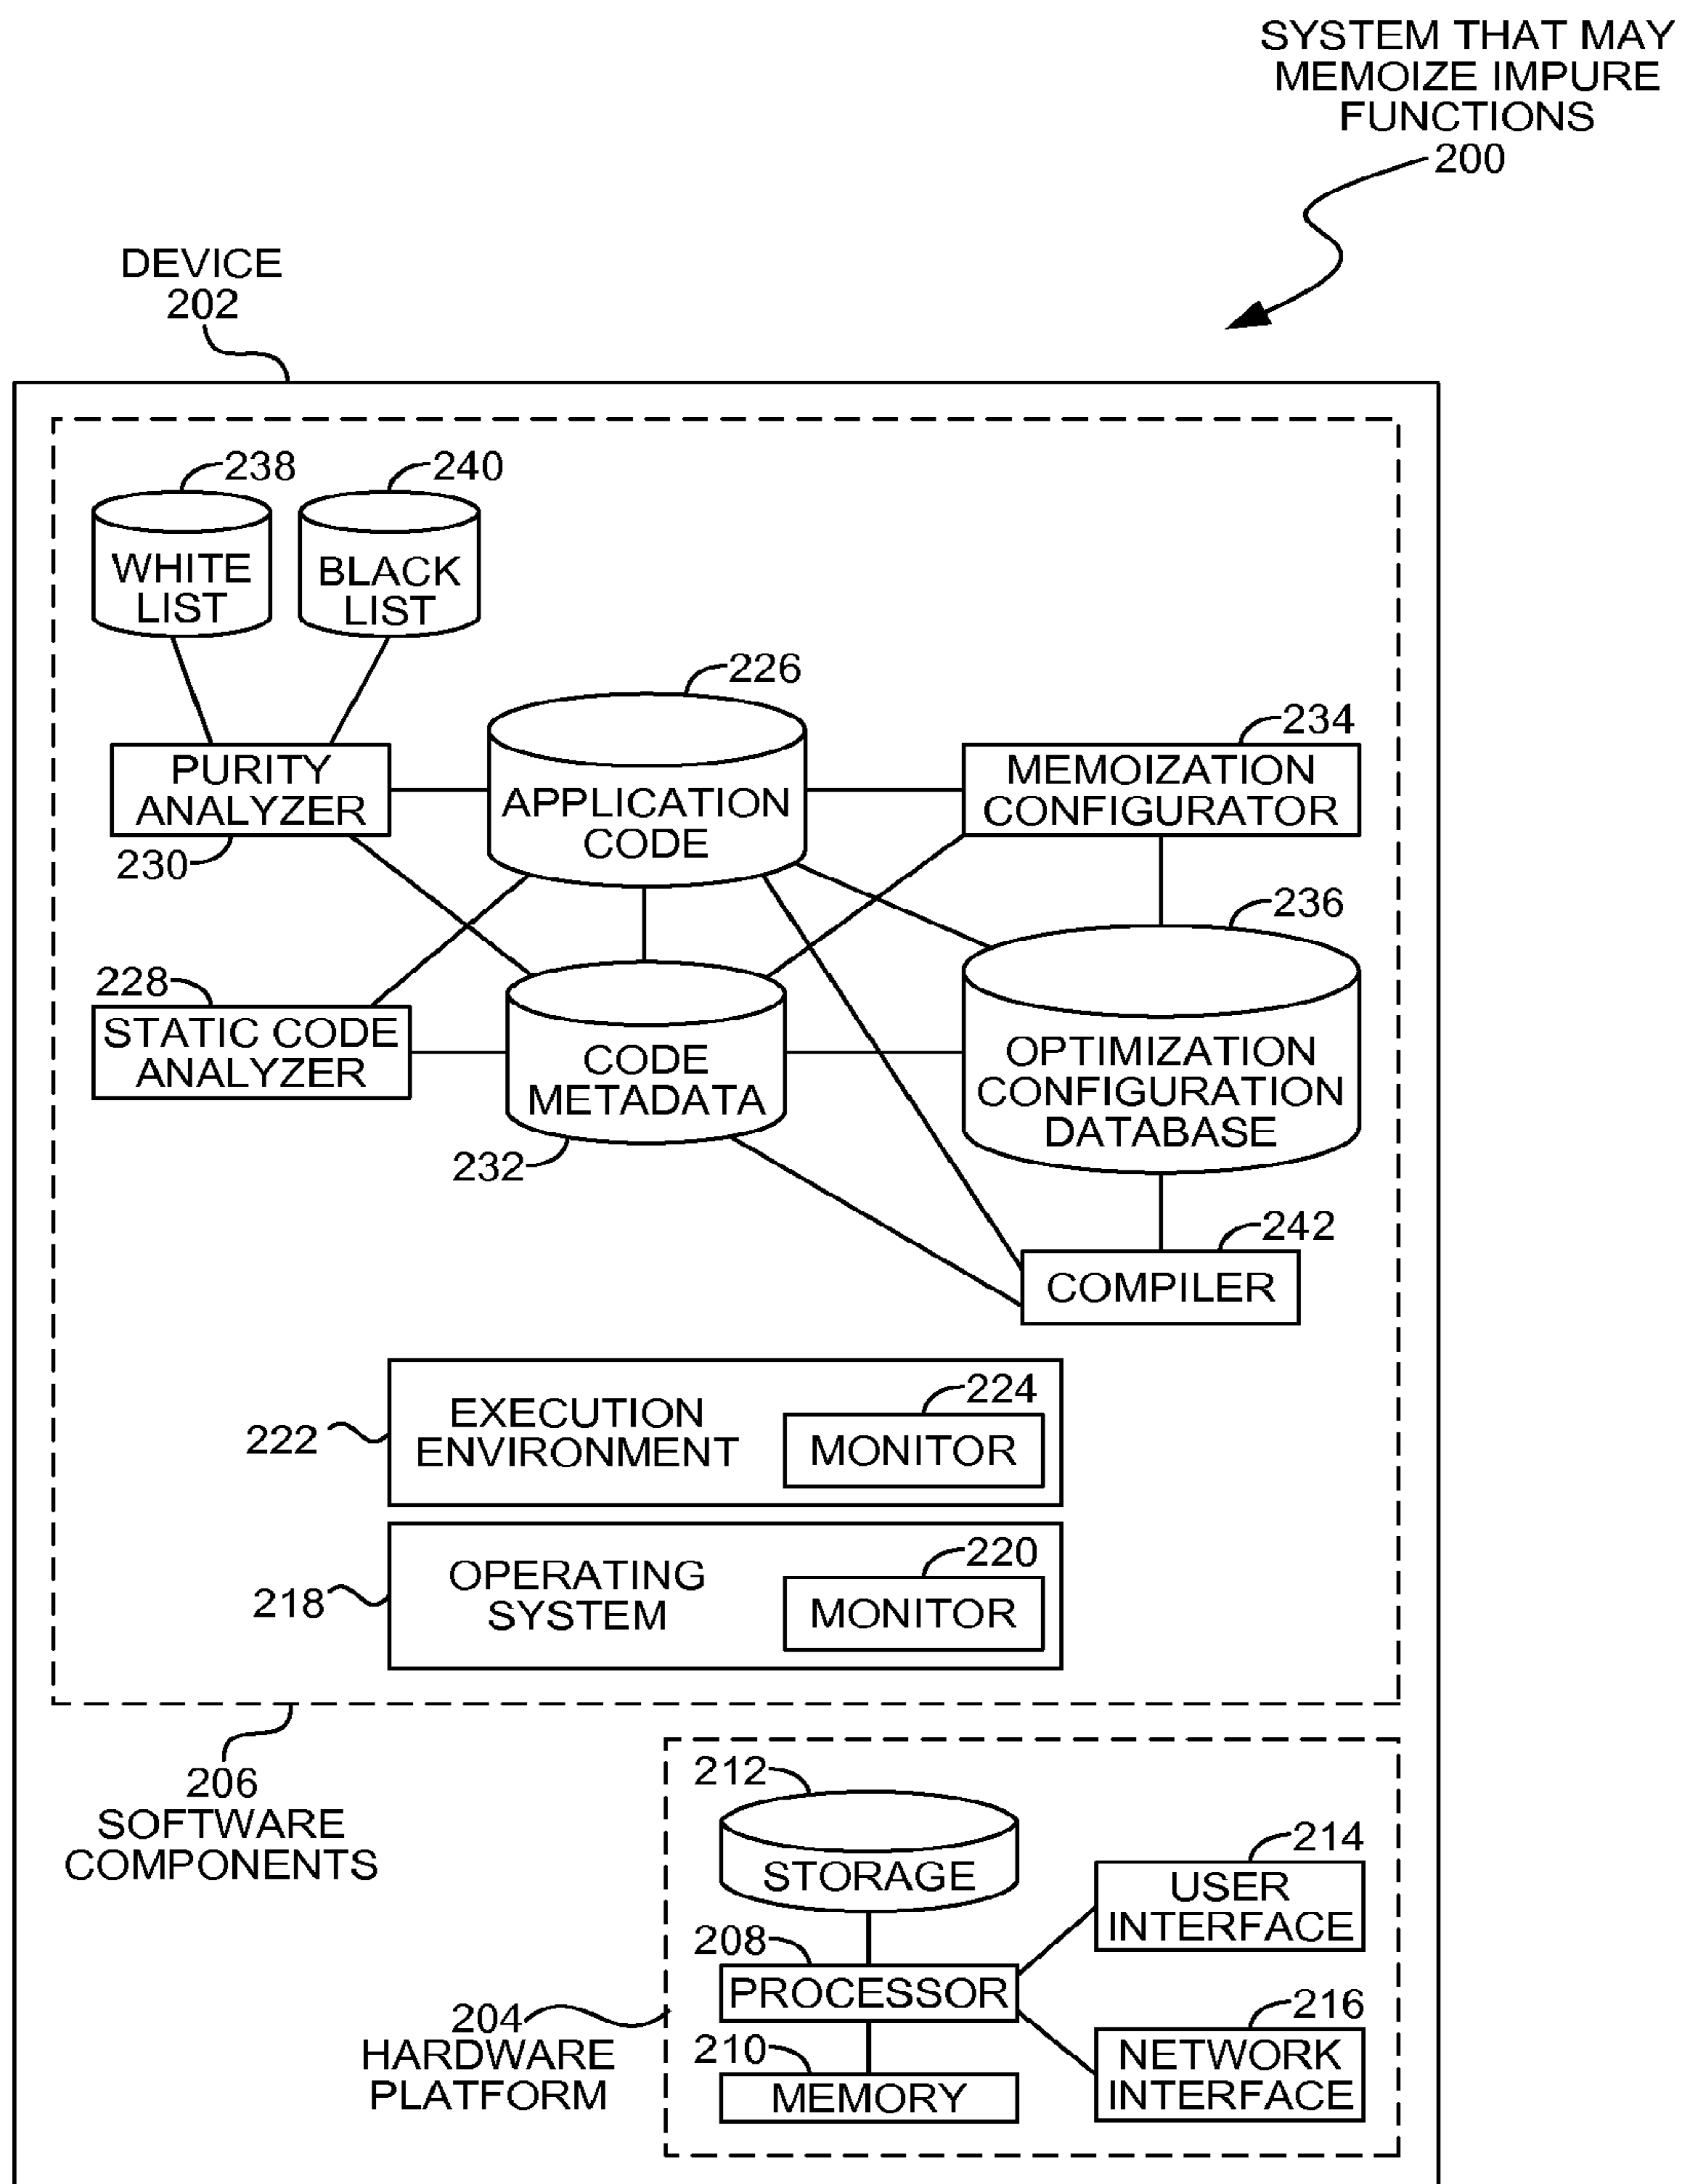 SYSTEM THAT MAY
MEMOIZE IMPURE
FUNCTIONS
200
DEVICE
202
238
240
WHITE
LIST
BLACK
LIST
226
234
PURITY
ANALYZER
APPLICATION
CODE
MEMOIZATION
CONFIGURATOR
230
236
228
STATIC CODE
ANALYZER
CODE
METADATA
OPTIMIZATION
CONFIGURATION
DATABASE
232
242
COMPILER
224
EXECUTION
ENVIRONMENT
MONITOR
222
220
OPERATING
SYSTEM
MONITOR
218
206
SOFTWARE
COMPONENTS
212
STORAGE
214
USER
INTERFACE
208
PROCESSOR
204
HARDWARE
PLATFORM
216
NETWORK
INTERFACE
210
MEMORY